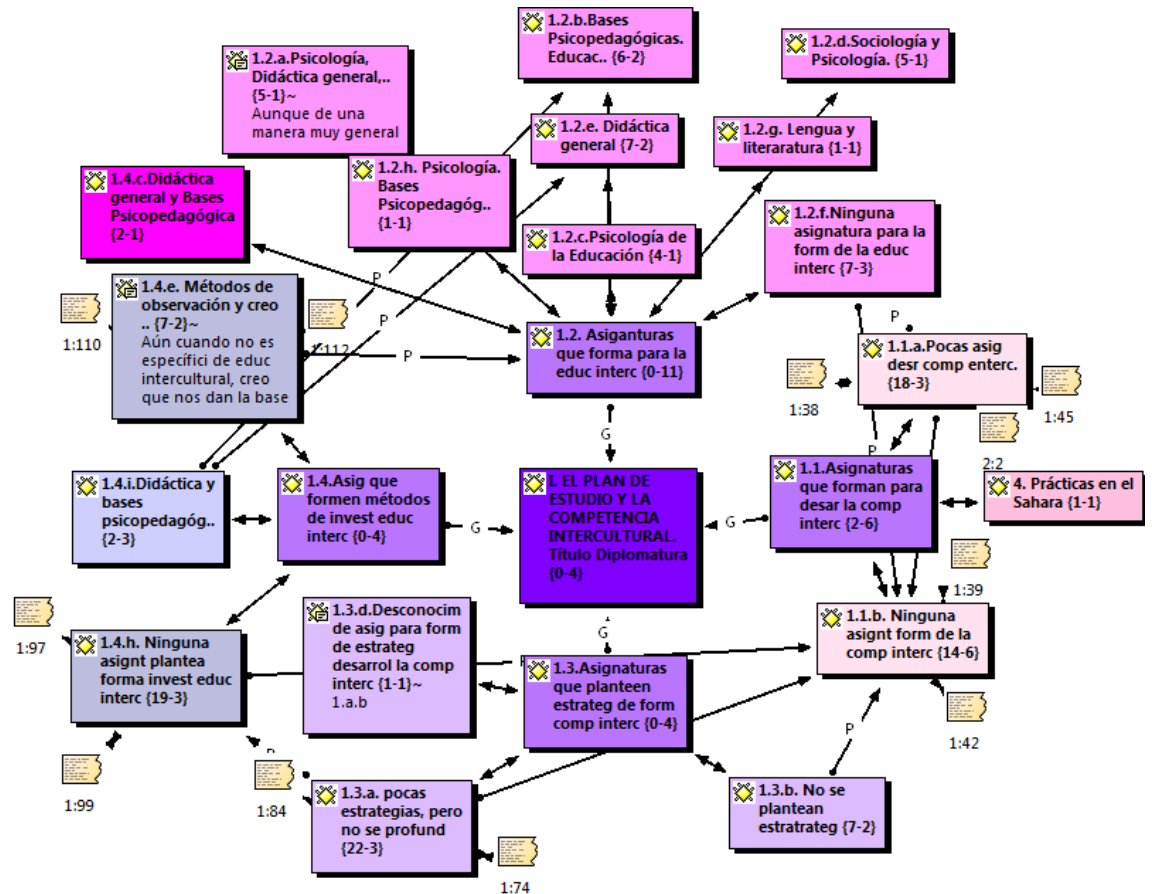 1.2.b.Bases
Psicopedagógicas.
Educac.. {6-2}
1.2.d.Sociología y
Psicología. {5-1}
1.2.a.Psicología,
Didáctica general,..
{5-1}~
Aunque de una
manera muy general
1.2.e. Didáctica
general {7-2}
1.2.g. Lengua y
literaratura {1-1}
1.2.h. Psicología.
Bases
Psicopedagóg..
{1-1}
1.4.c.Didáctica
general y Bases
Psicopedagógica
{2-1}
1.2.f.Ninguna
asignatura para la
form de la educ
interc {7-3}
1.2.c.Psicología de
la Educación {4-1}
1.4.e. Métodos de
observación y creo
.. {7-2}~
Aún cuando no es
específici de educ
intercultural, creo
que nos dan la base
P
P
P
P
1:110
1:112
1.2. Asiganturas
que forma para la
educ interc {0-11}
1.1.a.Pocas asig
desr comp enterc.
{18-3}
1:38
1:45
G
P
2:2
1.4.i.Didáctica y
bases
psicopedagóg..
{2-3}
1.4.Asig que
formen métodos
de invest educ
interc {0-4}
G
I. EL PLAN DE
ESTUDIO Y LA
COMPETENCIA
INTERCULTURAL.
Título Diplomatura
{0-4}
G
1.1.Asignaturas
que forman para
desar la comp
interc {2-6}
4. Prácticas en el
Sahara {1-1}
1:39
1:97
1.4.h. Ninguna
asignt plantea
forma invest educ
interc {19-3}
1.3.d.Desconocim
de asig para form
de estrateg
desarrol la comp
interc {1-1}~
1.a.b
G
1.3.Asignaturas
que planteen
estrateg de form
comp interc {0-4}
1.1.b. Ninguna
asignt form de la
comp interc {14-6}
1:42
P
1:99
1:84
1.3.a. pocas
estrategias, pero
no se profund
{22-3}
1:74
1.3.b. No se
plantean
estratrateg {7-2}